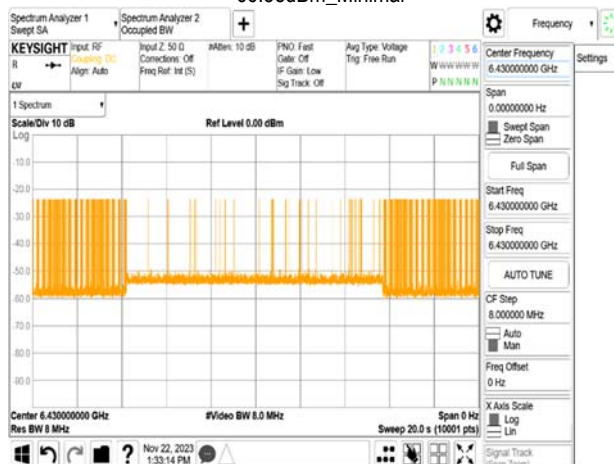 Spectrum Analyzer 1
Swept SA
Spectrum Analyzer 2
Occupied BW
+
Frequency
Settings
KEYSIGHT
R
Input: RF
Coupling: DC
Align: Auto
Input Z: 50 Ω
Corrections: Off
Freq Ref: Int (S)
#Atten: 10 dB
PNO: Fast
Gate: Off
IF Gain: Low
Sig Track: Off
Avg Type: Voltage
Trig: Free Run
1 2 3 4 5 6
W W W W W W
P N N N N N
1 Spectrum
Scale/Div 10 dB
Ref Level 0.00 dBm
Log
-10.0
-20.0
-30.0
-40.0
-50.0
-60.0
-70.0
-80.0
-90.0
Center 6.430000000 GHz
#Video BW 8.0 MHz
Span 0 Hz
Res BW 8 MHz
Sweep 20.0 s (10001 pts)
Nov 22, 2023
1:33:14 PM
Center Frequency
6.430000000 GHz
Span
0.00000000 Hz
Swept Span
Zero Span
Full Span
Start Freq
6.430000000 GHz
Stop Freq
6.430000000 GHz
AUTO TUNE
CF Step
8.000000 MHz
Auto
Man
Freq Offset
0 Hz
X Axis Scale
Log
Lin
Signal Track